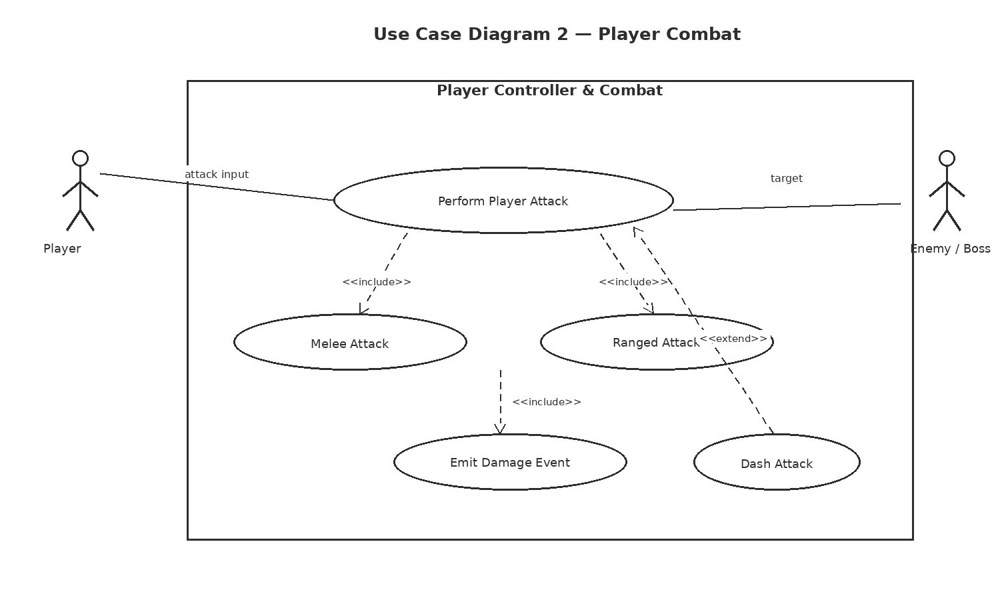 Use Case Diagram 2 — Player Combat
Player Controller & Combat
attack input
target
Perform Player Attack
Player
Enemy / Boss
<<include>>
<<include>>
Melee Attack
Ranged Attack
<<extend>>
<<include>>
Emit Damage Event
Dash Attack